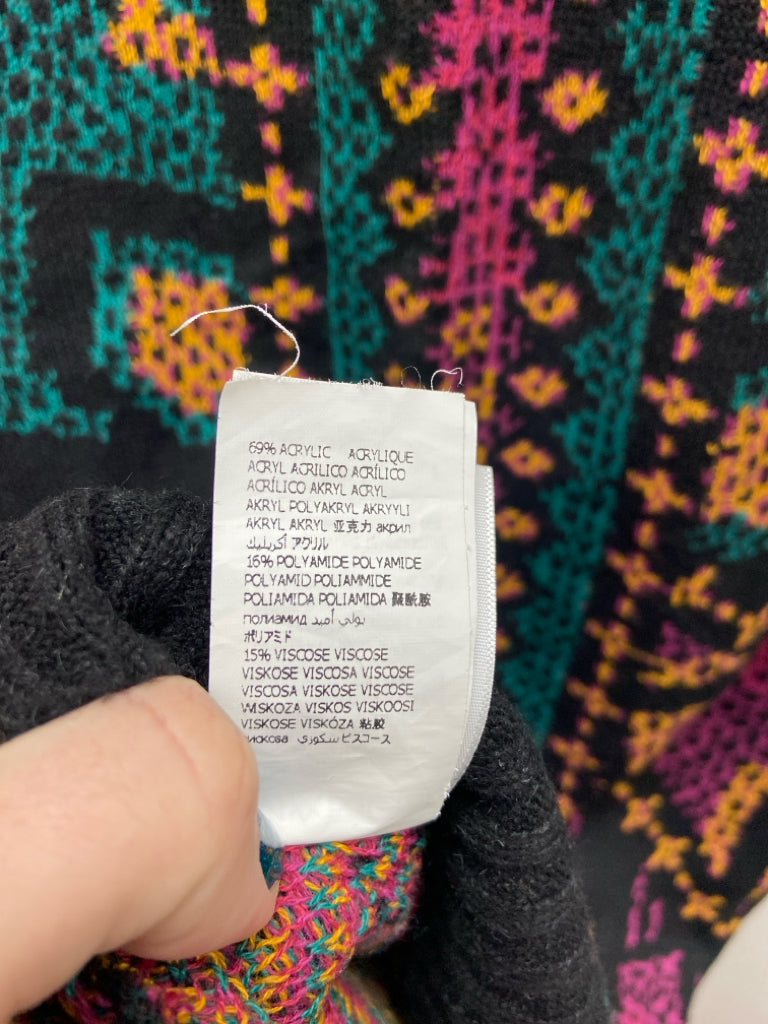 69% ACRYLIC ACRYLIQUE
ACRYL ACRILICO ACRÍLICO
ACRÍLICO AKRYL ACRYL
AKRYL POLYAKRYL AKRYYLI
AKRYL AKRYL 亚克力 акрил
أكريليك アクリル
16% POLYAMIDE POLYAMIDE
POLYAMID POLIAMMIDE
POLIAMIDA POLIAMIDA 聚酰胺
полиамид بولي أميد
ポリアミド
15% VISCOSE VISCOSE
VISKOSE VISCOSA VISCOSE
VISCOSA VISKOSE VISCOSE
WISKOZA VISKOS VISKOOSI
VISKOSE VISKÓZA 粘胶
вискоза سكوزي ビスコース